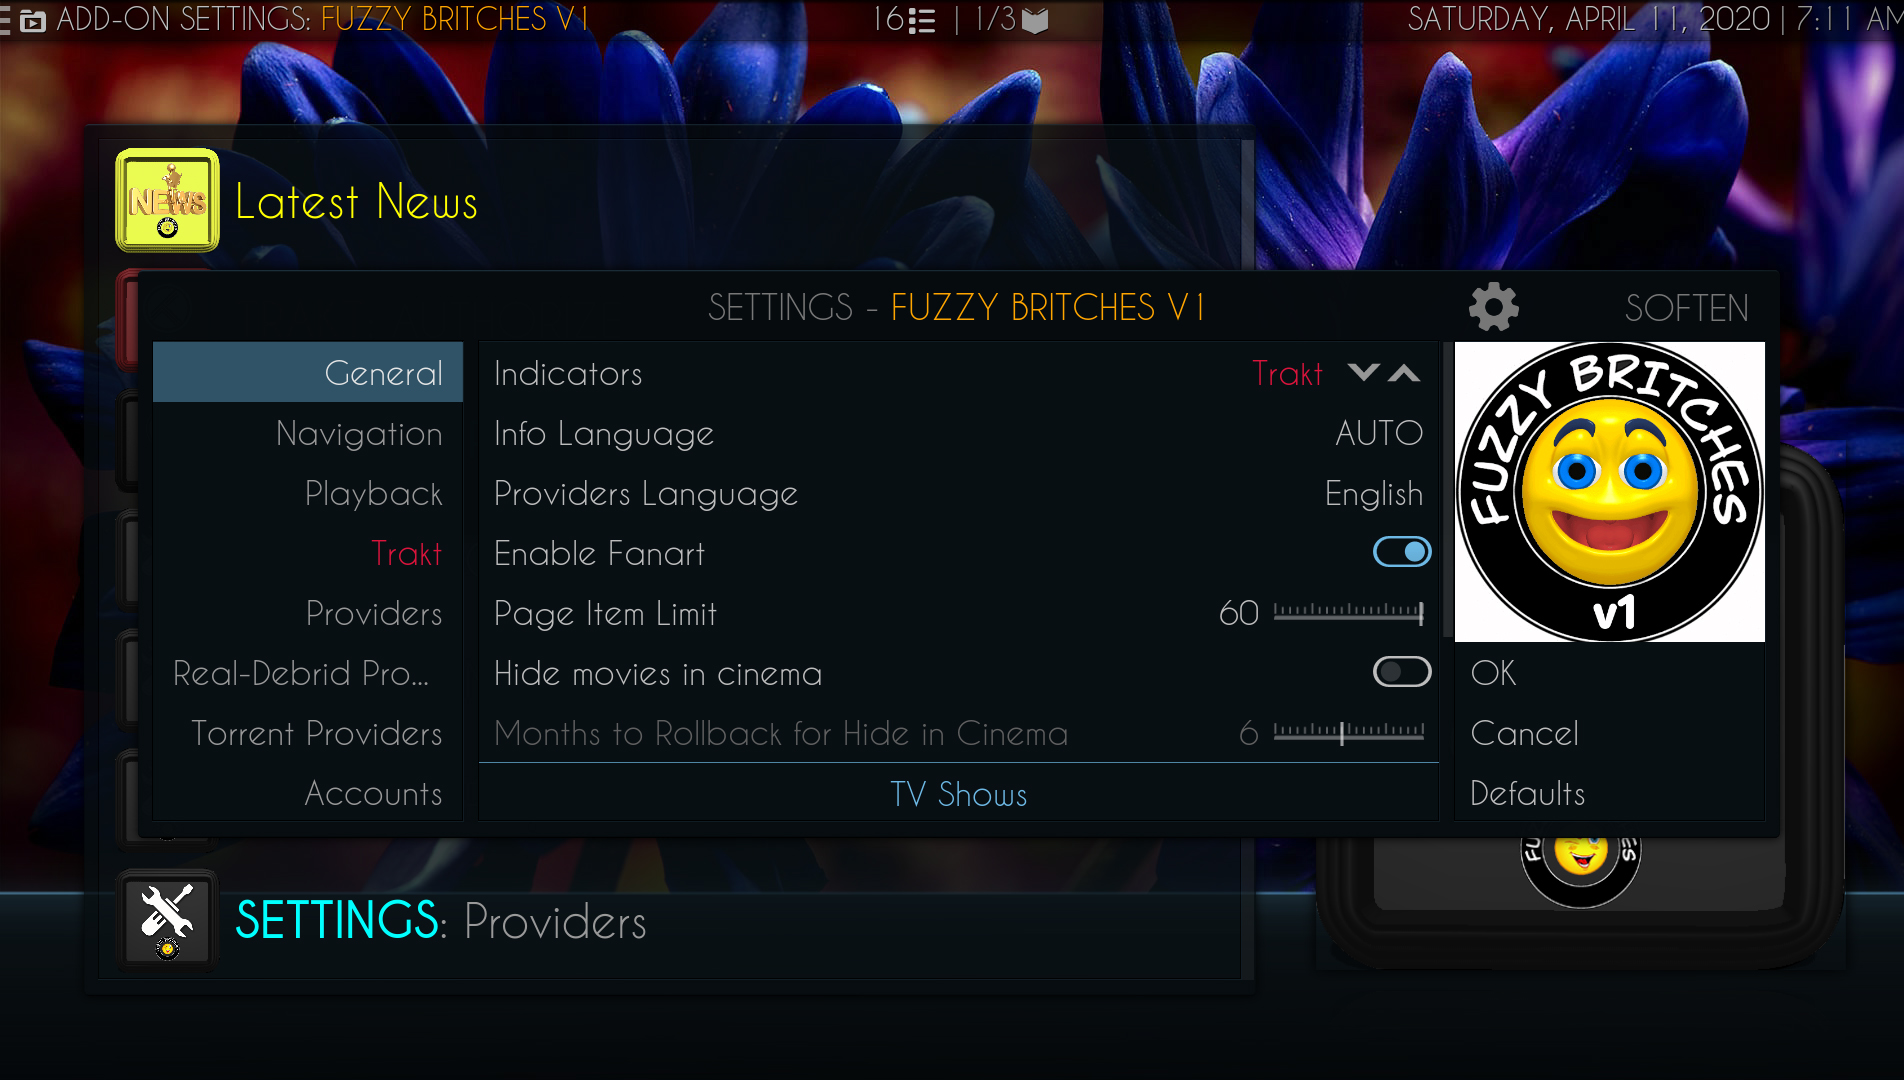 ADD-ON SETTINGS: FUZZY BRITCHES V1
16 | 1/3
SATURDAY, APRIL 11, 2020 | 7:11 AM
NEWS
Latest News
SETTINGS - FUZZY BRITCHES V1
SOFTEN
General
Navigation
Playback
Trakt
Providers
Real-Debrid Pro...
Torrent Providers
Accounts
Indicators Trakt
Info Language AUTO
Providers Language English
Enable Fanart
Page Item Limit 60
Hide movies in cinema
Months to Rollback for Hide in Cinema 6
TV Shows
FUZZY BRITCHES
v1
OK
Cancel
Defaults
SETTINGS: Providers